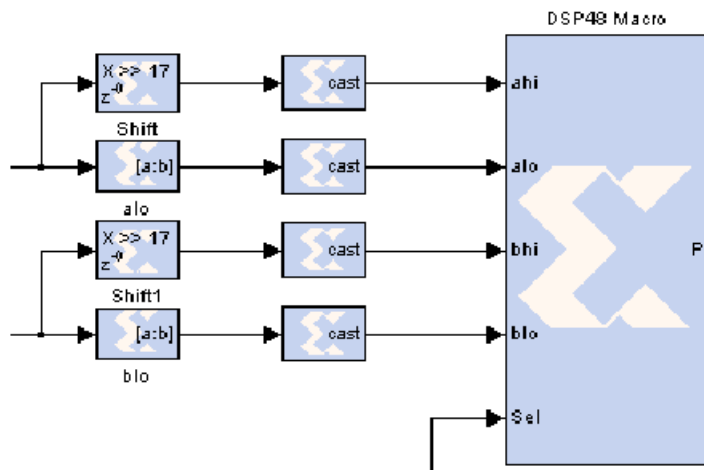 DSP48 Macro
X >> 17
z-0
cast
ahi
Shift
[a:b]
cast
alo
alo
X >> 17
z-0
cast
bhi
P
Shift1
[a:b]
cast
blo
blo
Sel